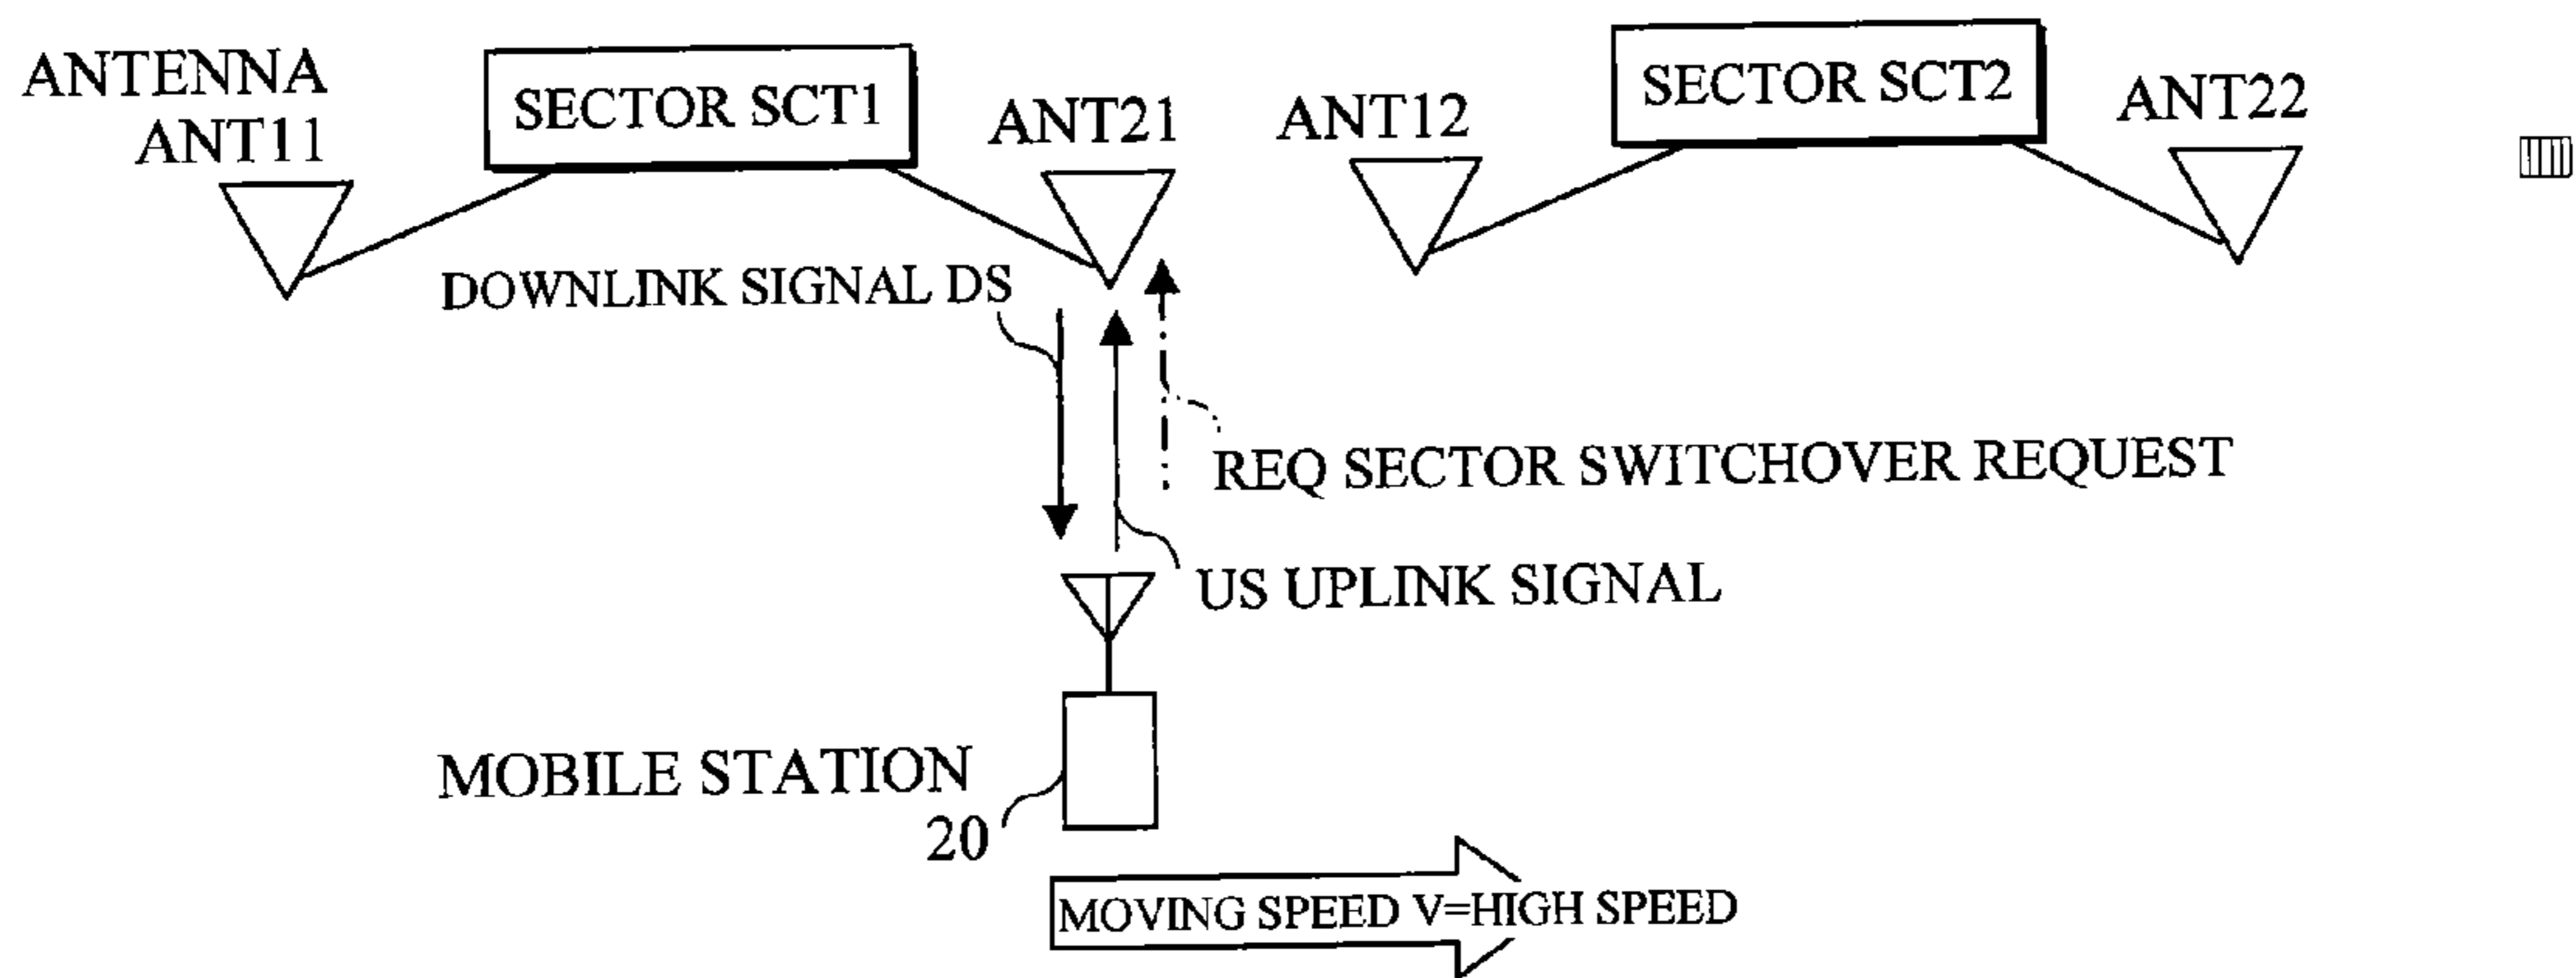 ANTENNA
ANT11
SECTOR SCT1
ANT21
ANT12
SECTOR SCT2
ANT22
DOWNLINK SIGNAL DS
REQ SECTOR SWITCHOVER REQUEST
US UPLINK SIGNAL
MOBILE STATION
20
MOVING SPEED V=HIGH SPEED